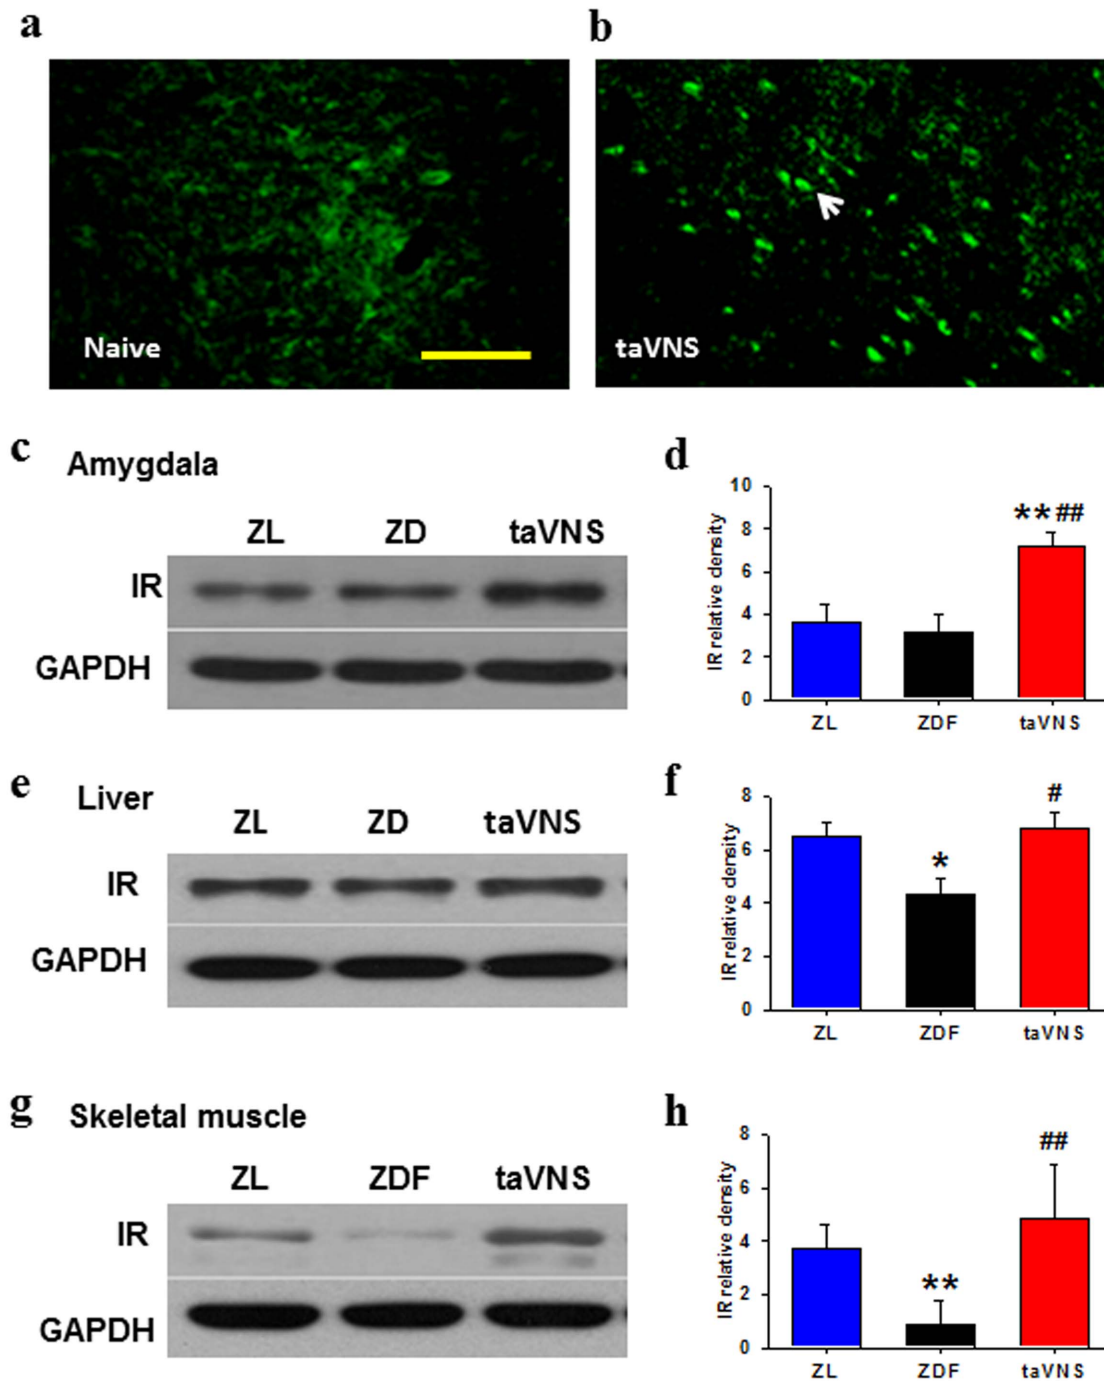 a
b
Naive
taVNS
c Amygdala
ZL ZD taVNS
IR
GAPDH
d
10
8
6
4
2
0
IR relative density
**##
ZL ZDF taVNS
e Liver
ZL ZD taVNS
IR
GAPDH
f
8
6
4
2
0
IR relative density
*
#
ZL ZDF taVNS
g Skeletal muscle
ZL ZDF taVNS
IR
GAPDH
h
8
6
4
2
0
IR relative density
**
##
ZL ZDF taVNS